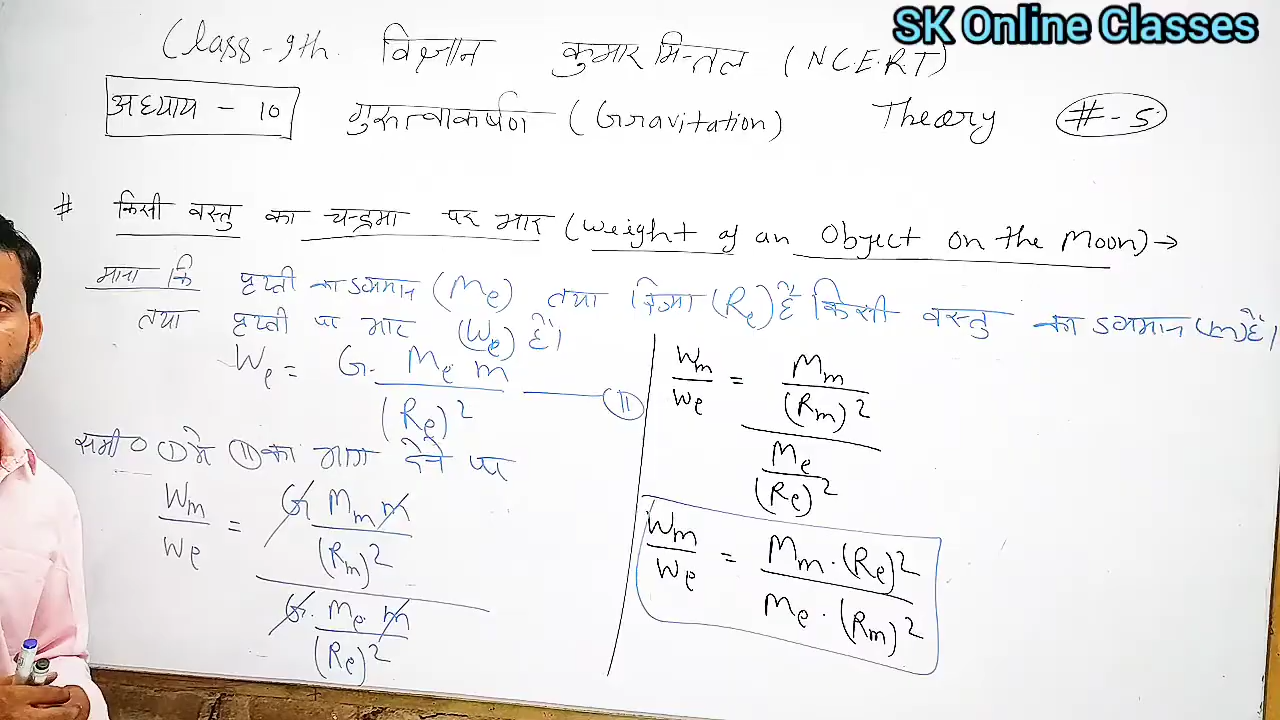 SK Online Classes
Class-9th. विज्ञान कुमार मित्तल (N.C.E.R.T)
अध्याय - 10 गुरुत्वाकर्षण (Gravitation) Theory #-5
# किसी वस्तु का चन्द्रमा पर भार (Weight of an Object on the Moon)→
माना कि पृथ्वी का द्रव्यमान (Me) तथा त्रिज्या (Re) है किसी वस्तु का द्रव्यमान (m) है।
तथा पृथ्वी पर भार (We) है।
We = G. Me m / (Re)² —— (II)
समी० (I) में (II) का भाग देने पर
Wm/We = G Mm m / (Rm)² / G. Me m / (Re)²
Wm/We = Mm / (Rm)² / Me / (Re)²
Wm/We = Mm . (Re)² / Me . (Rm)²